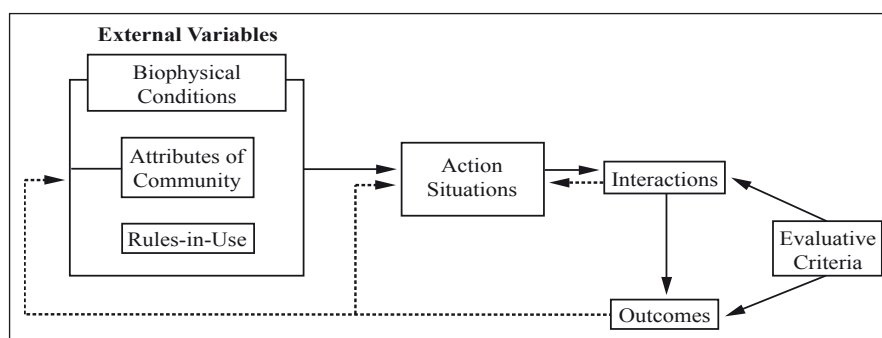 External Variables
Biophysical
Conditions
Attributes of
Community
Rules-in-Use
Action
Situations
Interactions
Evaluative
Criteria
Outcomes